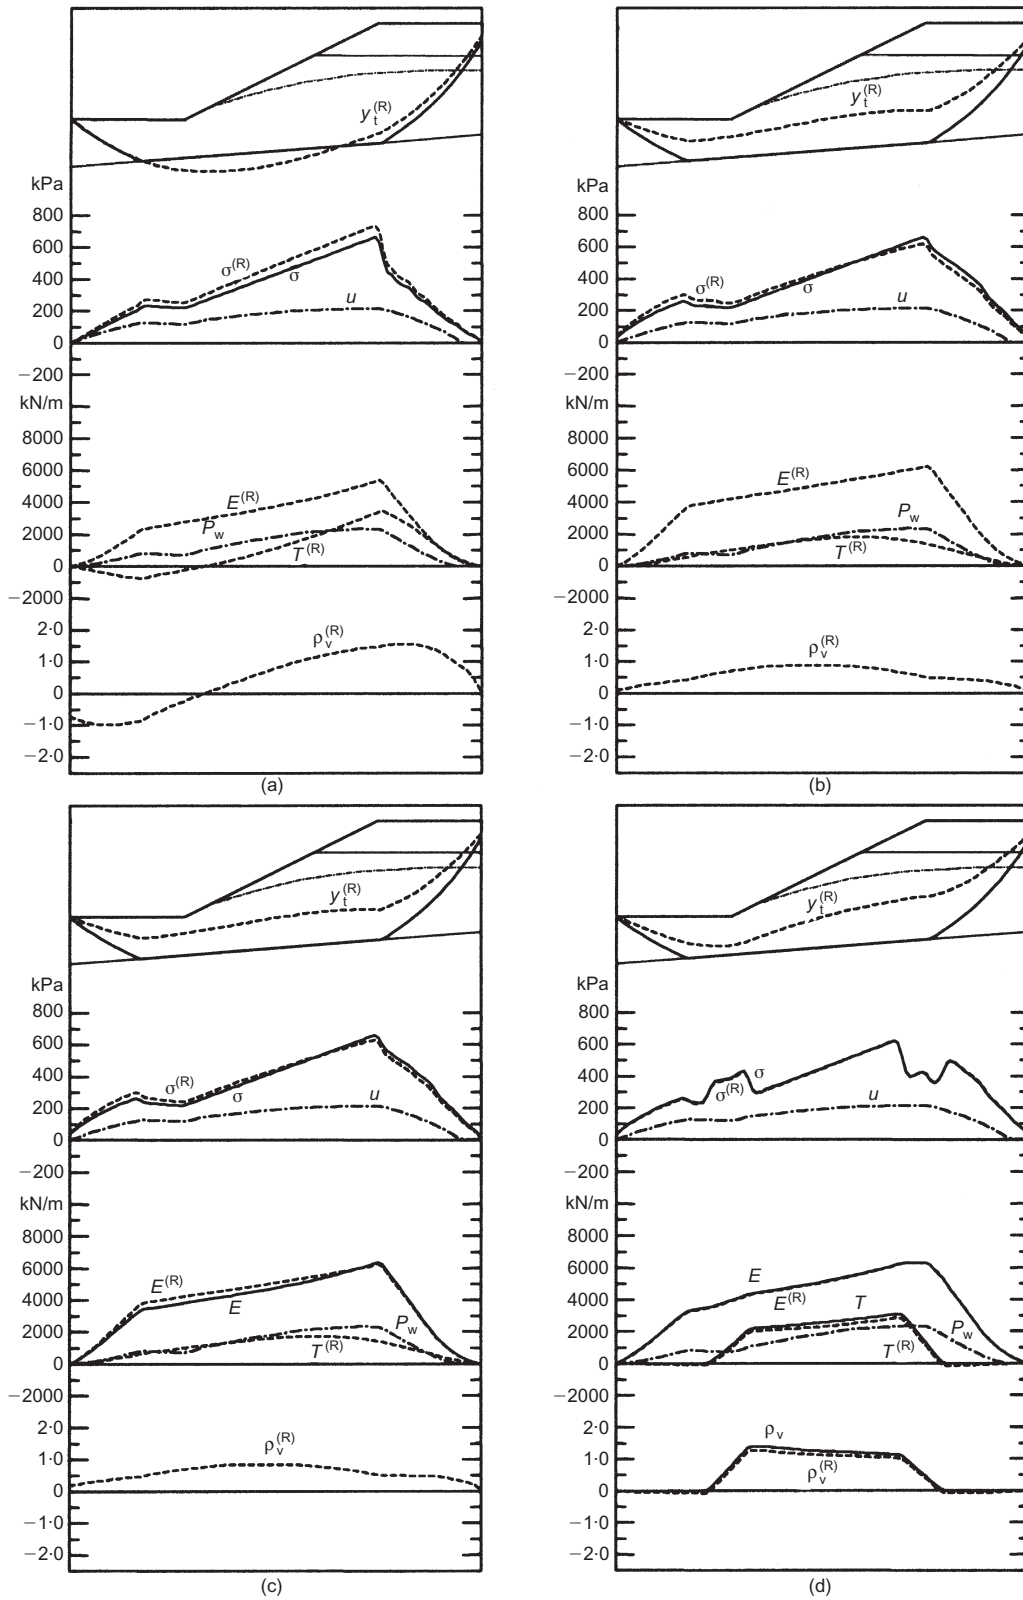 y_t^(R)
kPa
800
600
400
200
0
−200
σ^(R)
σ
u
kN/m
8000
6000
4000
2000
0
−2000
E^(R)
P_w
T^(R)
2·0
1·0
0
−1·0
−2·0
ρ_v^(R)
(a)
y_t^(R)
kPa
800
600
400
200
0
−200
σ^(R)
σ
u
kN/m
8000
6000
4000
2000
0
−2000
E^(R)
P_w
T^(R)
2·0
1·0
0
−1·0
−2·0
ρ_v^(R)
(b)
y_t^(R)
kPa
800
600
400
200
0
−200
σ^(R)
σ
u
kN/m
8000
6000
4000
2000
0
−2000
E^(R)
E
P_w
T^(R)
2·0
1·0
0
−1·0
−2·0
ρ_v^(R)
(c)
y_t^(R)
kPa
800
600
400
200
0
−200
σ
σ^(R)
u
kN/m
8000
6000
4000
2000
0
−2000
E
E^(R)
T
P_w
T^(R)
2·0
1·0
0
−1·0
−2·0
ρ_v
ρ_v^(R)
(d)